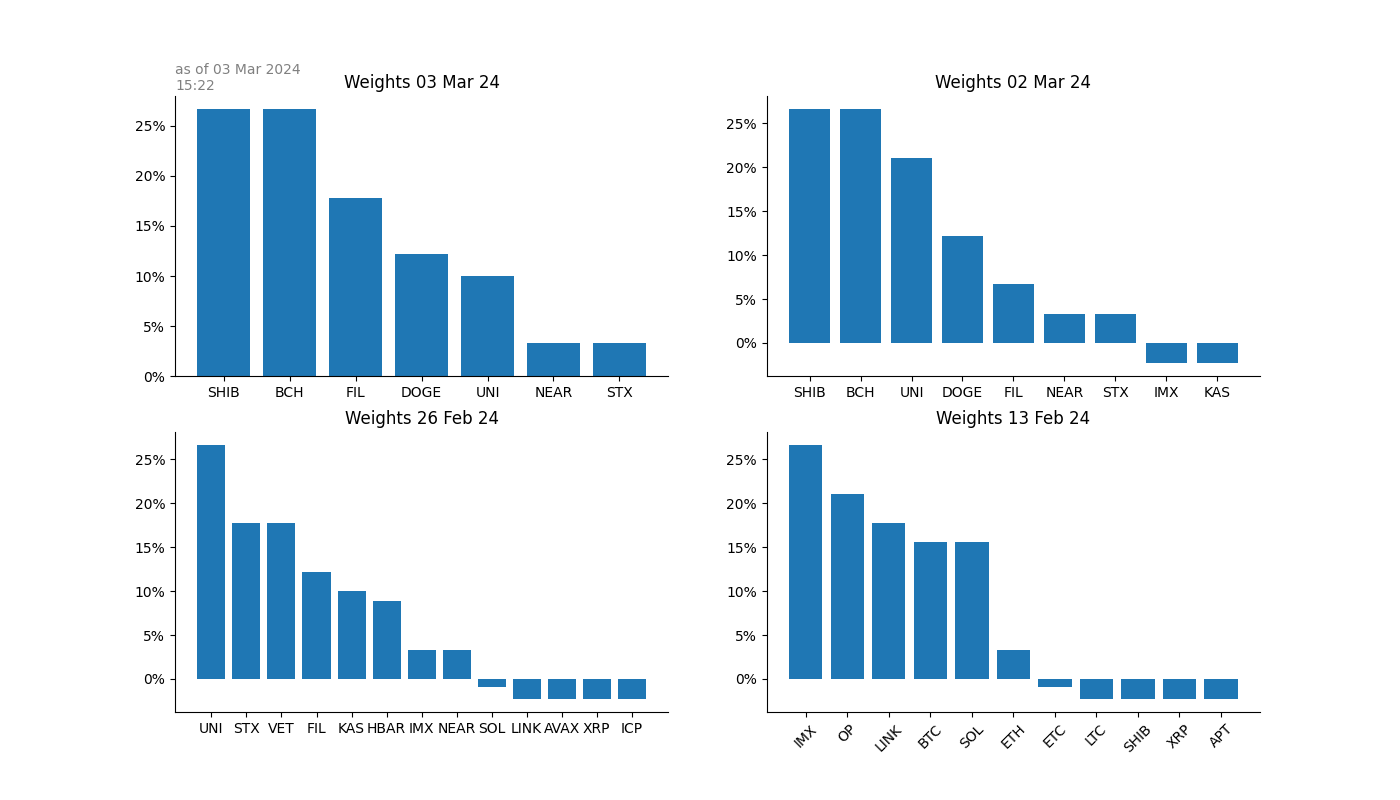 as of 03 Mar 2024
15:22
Weights 03 Mar 24
25%
20%
15%
10%
5%
0%
SHIB BCH FIL DOGE UNI NEAR STX
Weights 02 Mar 24
25%
20%
15%
10%
5%
0%
SHIB BCH UNI DOGE FIL NEAR STX IMX KAS
Weights 26 Feb 24
25%
20%
15%
10%
5%
0%
UNI STX VET FIL KAS HBAR IMX NEAR SOL LINK AVAX XRP ICP
Weights 13 Feb 24
25%
20%
15%
10%
5%
0%
IMX OP LINK BTC SOL ETH ETC LTC SHIB XRP APT